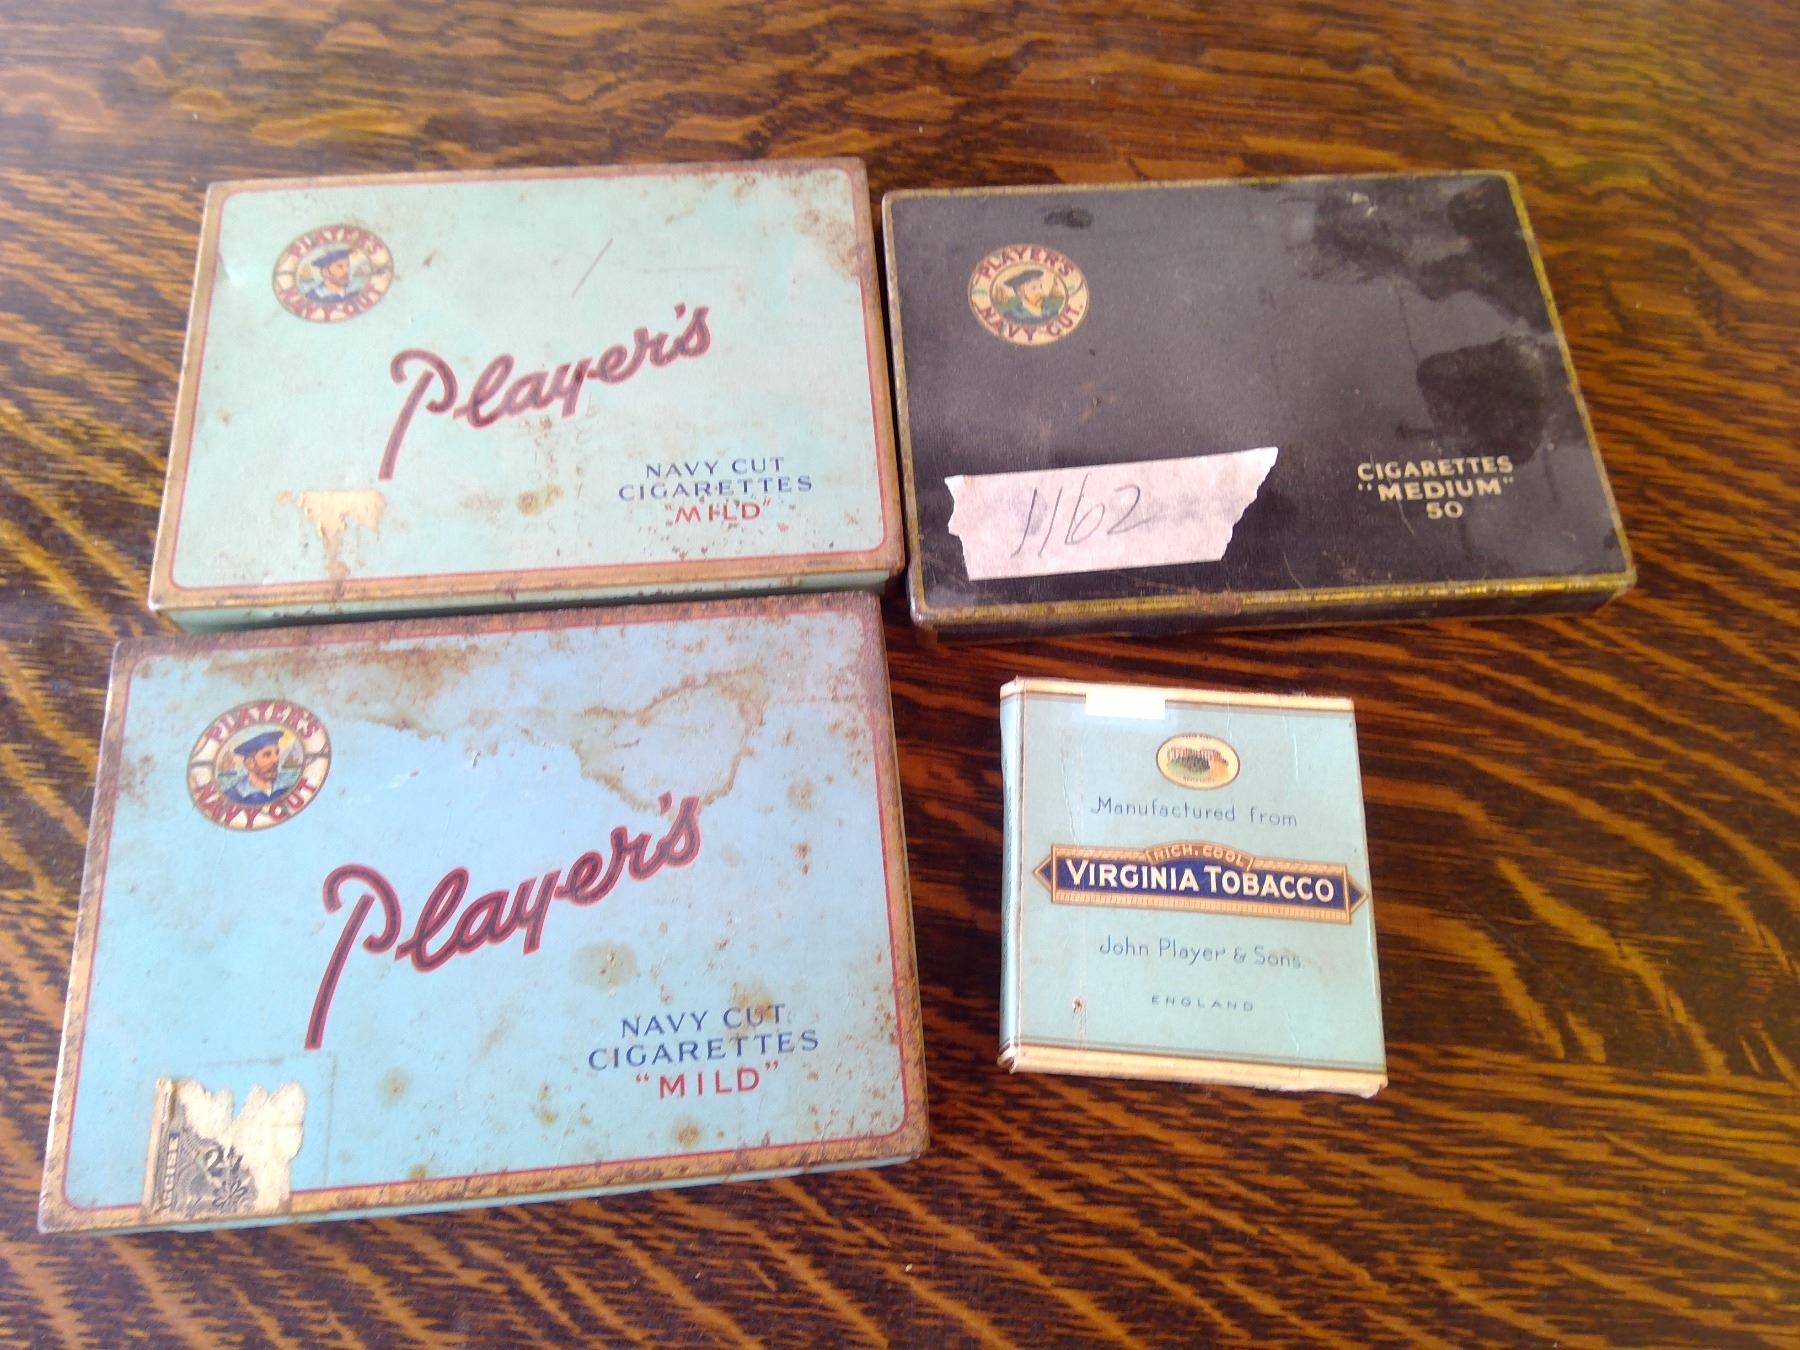 PLAYER'S
NAVY CUT
Player's
NAVY CUT
CIGARETTES
"MILD"
PLAYER'S
NAVY CUT
CIGARETTES
"MEDIUM"
50
1162
PLAYER'S
NAVY CUT
Player's
NAVY CUT
CIGARETTES
"MILD"
Manufactured from
RICH, COOL
VIRGINIA TOBACCO
John Player & Sons.
ENGLAND